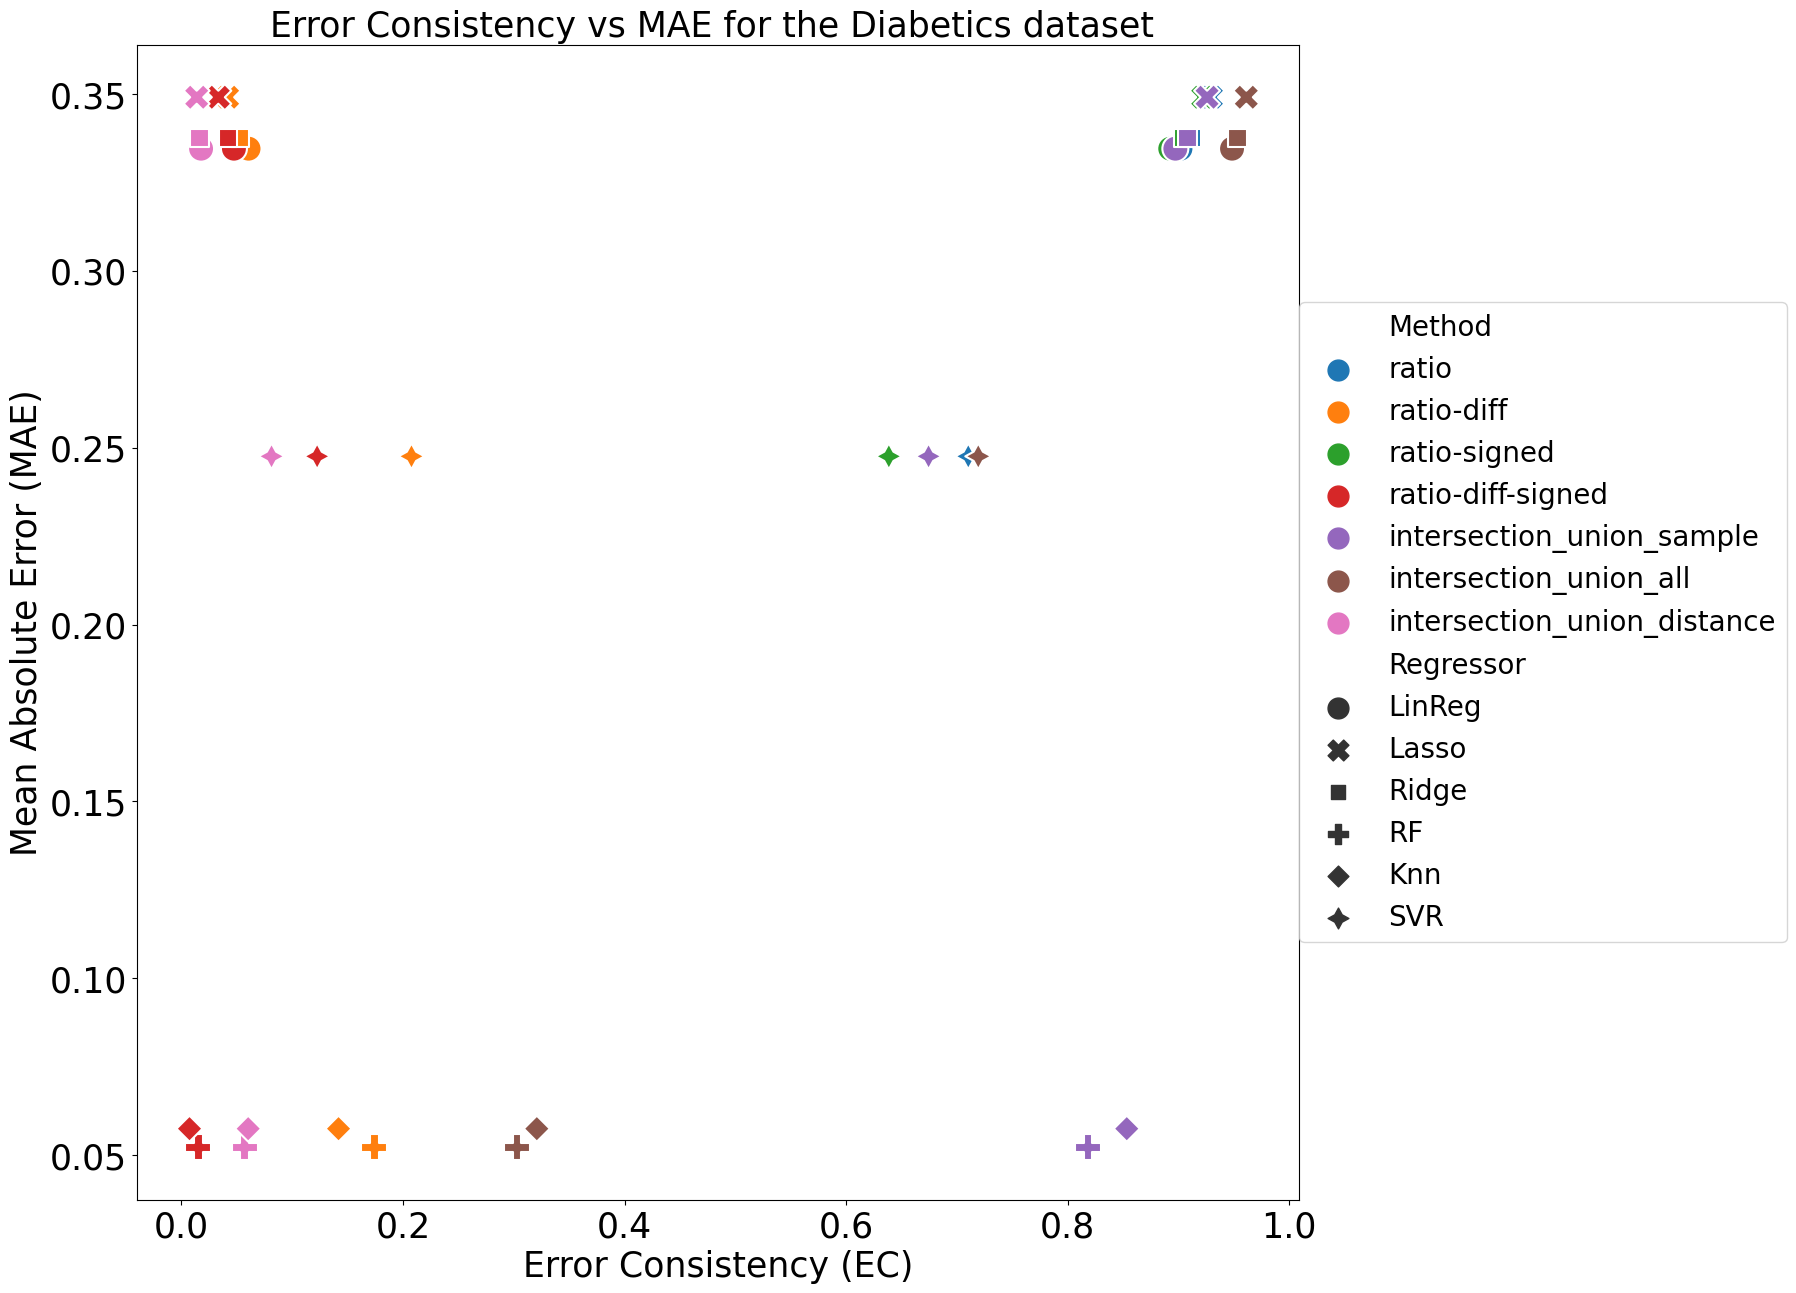 Error Consistency vs MAE for the Diabetics dataset
0.35
0.30
0.25
0.20
0.15
0.10
0.05
Mean Absolute Error (MAE)
0.0 0.2 0.4 0.6 0.8 1.0
Error Consistency (EC)
Method
ratio
ratio-diff
ratio-signed
ratio-diff-signed
intersection_union_sample
intersection_union_all
intersection_union_distance
Regressor
LinReg
Lasso
Ridge
RF
Knn
SVR